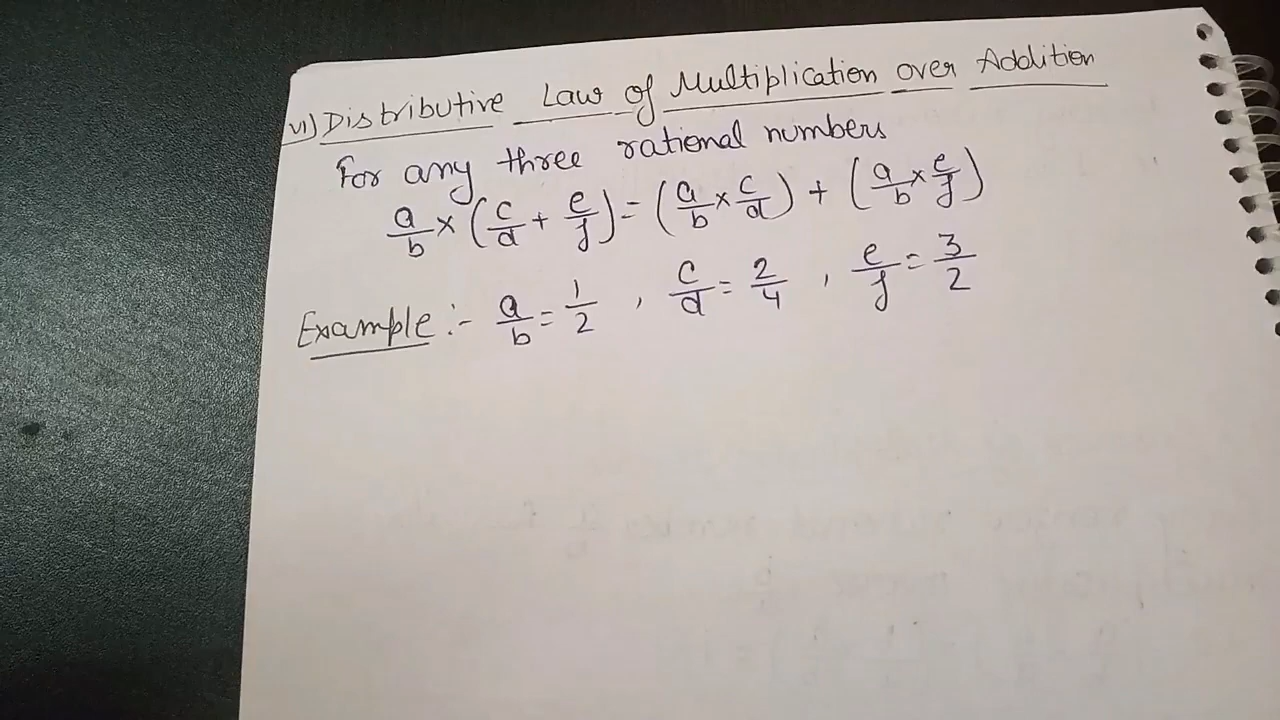 vi) Distributive Law of Multiplication over Addition
For any three rational numbers
a/b × (c/d + e/f) = (a/b × c/d) + (a/b × e/f)
Example :- a/b = 1/2 , c/d = 2/4 , e/f = 3/2